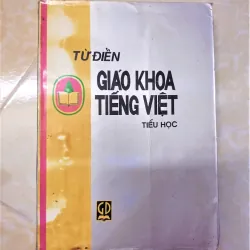 TỪ ĐIỂN
GIÁO KHOA
TIẾNG VIỆT
TIỂU HỌC
GD